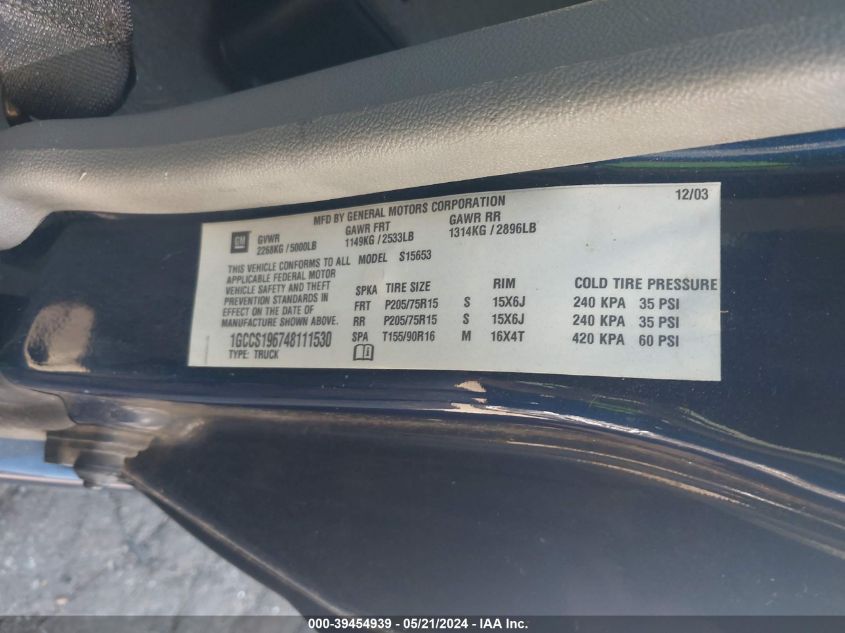 MFD BY GENERAL MOTORS CORPORATION 12/03
GM GVWR GAWR FRT GAWR RR
2268KG / 5000LB 1149KG / 2533LB 1314KG / 2896LB
THIS VEHICLE CONFORMS TO ALL MODEL S15653
APPLICABLE FEDERAL MOTOR
VEHICLE SAFETY AND THEFT SPKA TIRE SIZE RIM COLD TIRE PRESSURE
PREVENTION STANDARDS IN FRT P205/75R15 S 15X6J 240 KPA 35 PSI
EFFECT ON THE DATE OF
MANUFACTURE SHOWN ABOVE. RR P205/75R15 S 15X6J 240 KPA 35 PSI
1GCCS196748111530 SPA T155/90R16 M 16X4T 420 KPA 60 PSI
TYPE: TRUCK
000-39454939 - 05/21/2024 - IAA Inc.